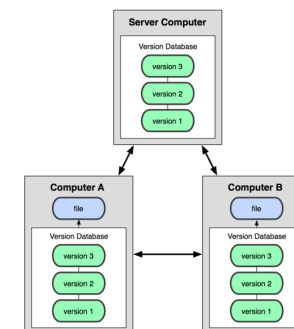 Server Computer
Version Database
version 3
version 2
version 1
Computer A
Computer B
file
file
Version Database
Version Database
version 3
version 3
version 2
version 2
version 1
version 1